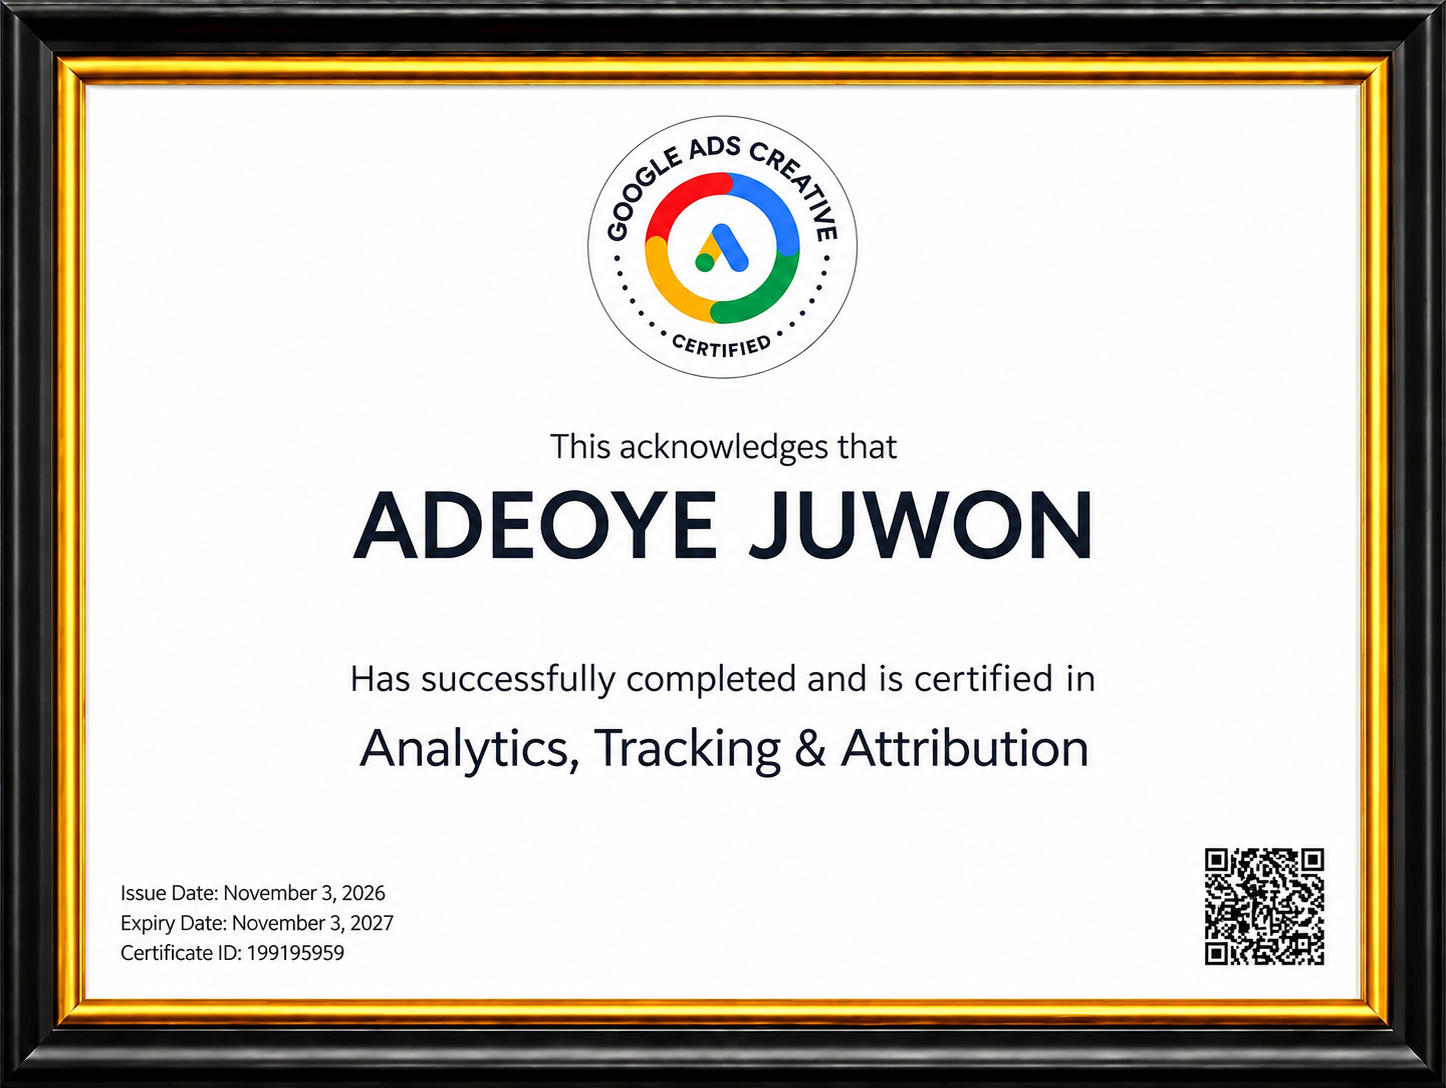 GOOGLE ADS CREATIVE
CERTIFIED
This acknowledges that
ADEOYE JUWON
Has successfully completed and is certified in
Analytics, Tracking & Attribution
Issue Date: November 3, 2026
Expiry Date: November 3, 2027
Certificate ID: 199195959